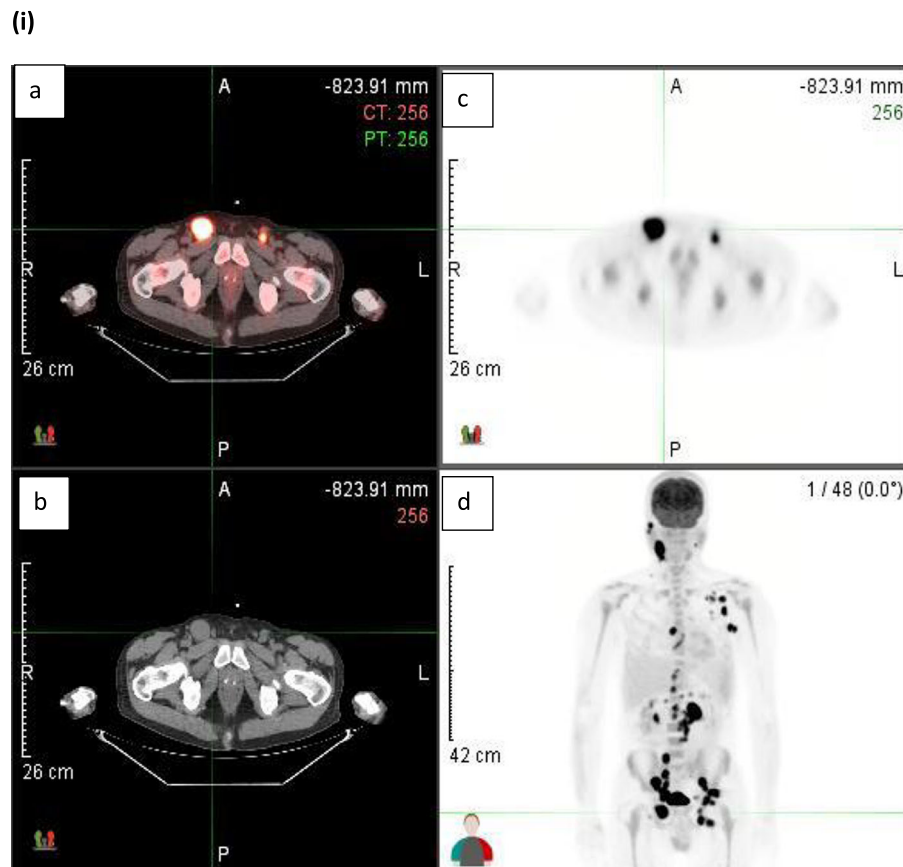 (i)
a
A
-823.91 mm
CT: 256
PT: 256
R
L
26 cm
P
c
A
-823.91 mm
256
R
L
26 cm
P
b
A
-823.91 mm
256
R
L
26 cm
P
d
1 / 48 (0.0°)
42 cm